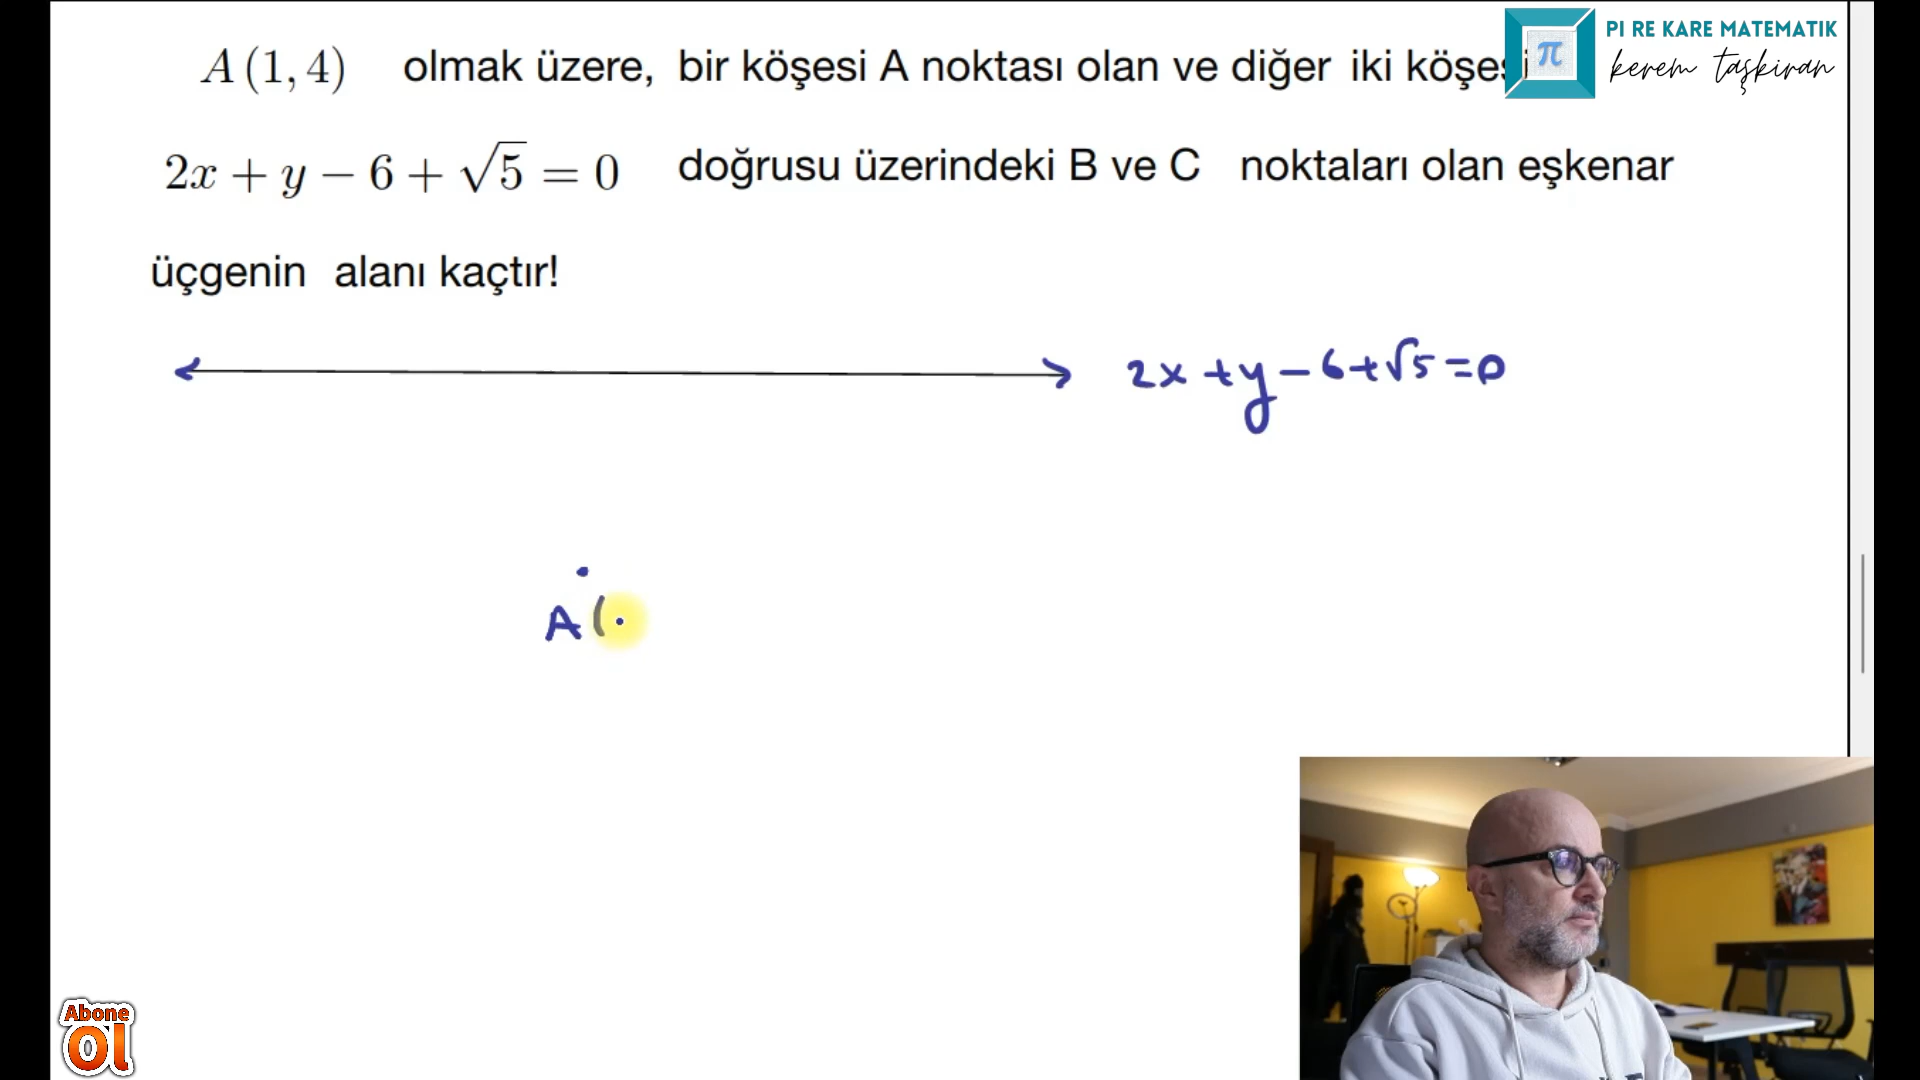 A(1, 4) olmak üzere, bir köşesi A noktası olan ve diğer iki köşesi
PI RE KARE MATEMATIK
kerem taşkıran
π
2x + y − 6 + √5 = 0 doğrusu üzerindeki B ve C noktaları olan eşkenar
üçgenin alanı kaçtır!
2x + y − 6 + √5 = 0
A (
Abone
Ol